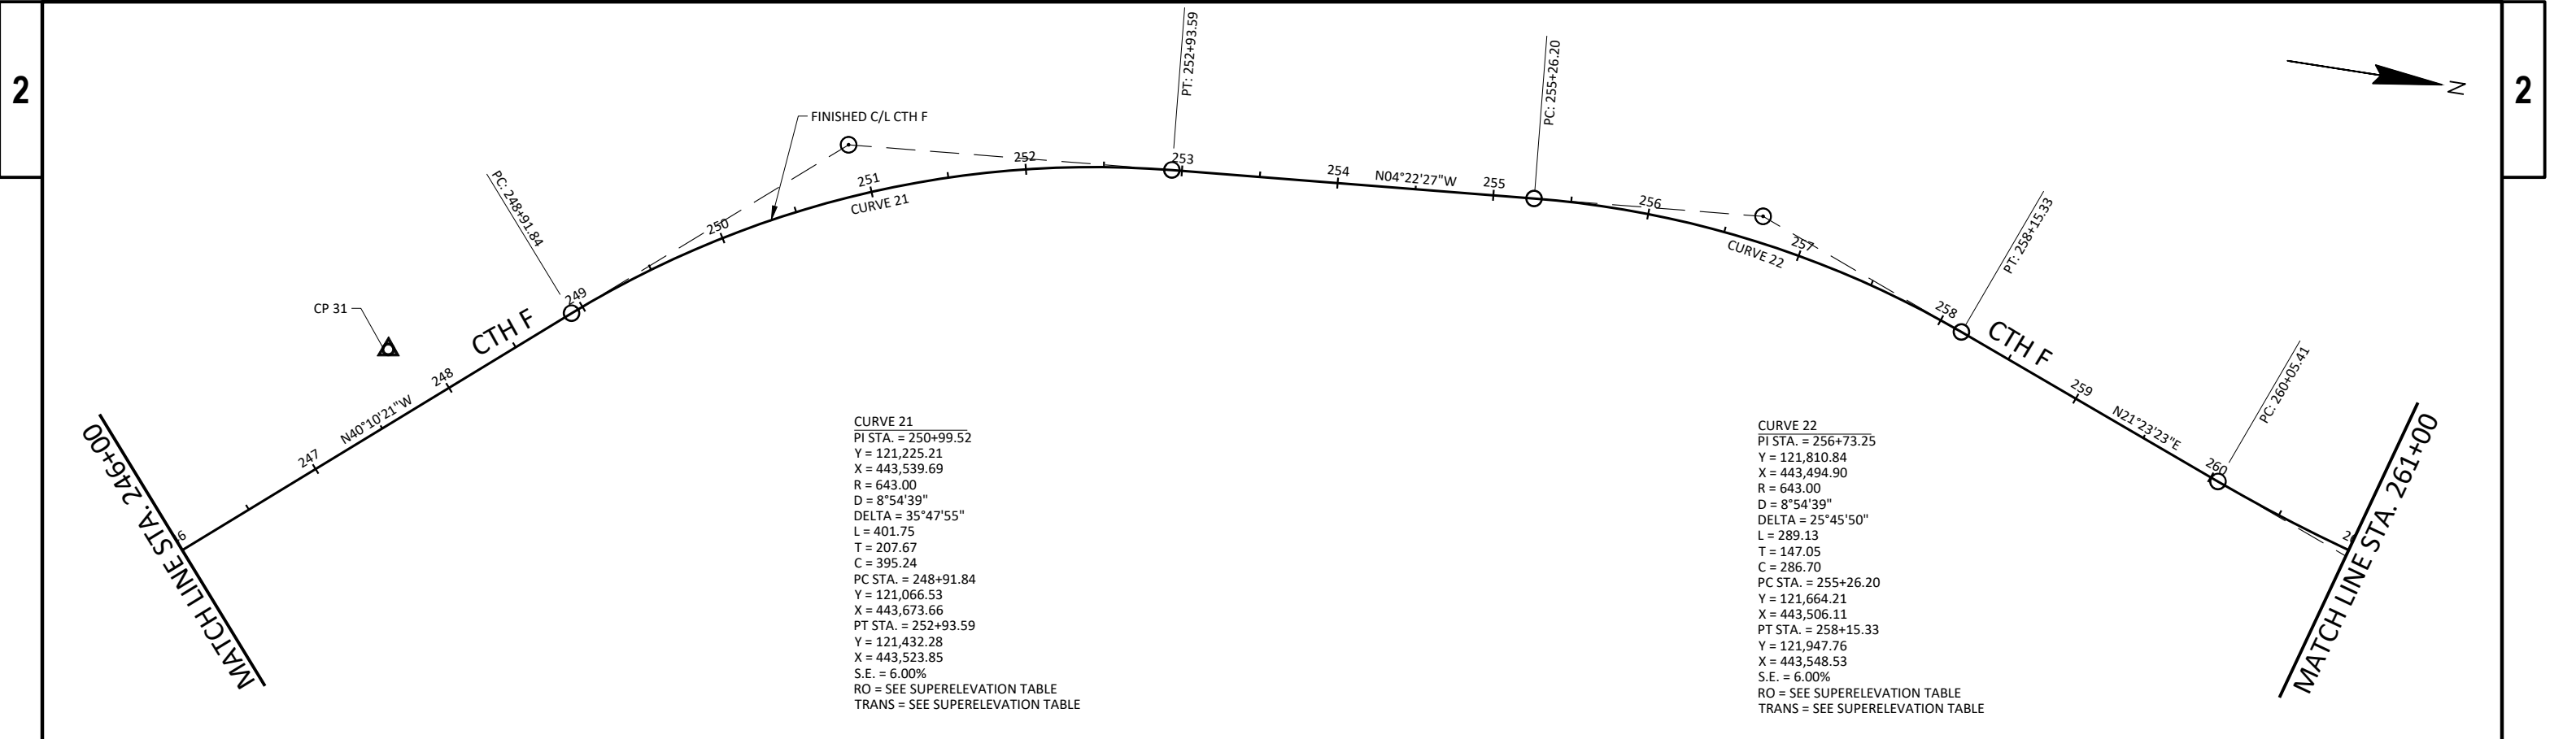 2
2
N
PT: 252+93.59
PC: 255+26.20
FINISHED C/L CTH F
PC: 248+91.84
PT: 258+15.33
PC: 260+05.41
CP 31
CTH F
CTH F
247
248
249
250
251
252
253
254
255
256
257
258
259
260
N40°10'21"W
CURVE 21
N04°22'27"W
CURVE 22
N21°23'23"E
MATCH LINE STA. 246+00
MATCH LINE STA. 261+00
CURVE 21
PI STA. = 250+99.52
Y = 121,225.21
X = 443,539.69
R = 643.00
D = 8°54'39"
DELTA = 35°47'55"
L = 401.75
T = 207.67
C = 395.24
PC STA. = 248+91.84
Y = 121,066.53
X = 443,673.66
PT STA. = 252+93.59
Y = 121,432.28
X = 443,523.85
S.E. = 6.00%
RO = SEE SUPERELEVATION TABLE
TRANS = SEE SUPERELEVATION TABLE
CURVE 22
PI STA. = 256+73.25
Y = 121,810.84
X = 443,494.90
R = 643.00
D = 8°54'39"
DELTA = 25°45'50"
L = 289.13
T = 147.05
C = 286.70
PC STA. = 255+26.20
Y = 121,664.21
X = 443,506.11
PT STA. = 258+15.33
Y = 121,947.76
X = 443,548.53
S.E. = 6.00%
RO = SEE SUPERELEVATION TABLE
TRANS = SEE SUPERELEVATION TABLE